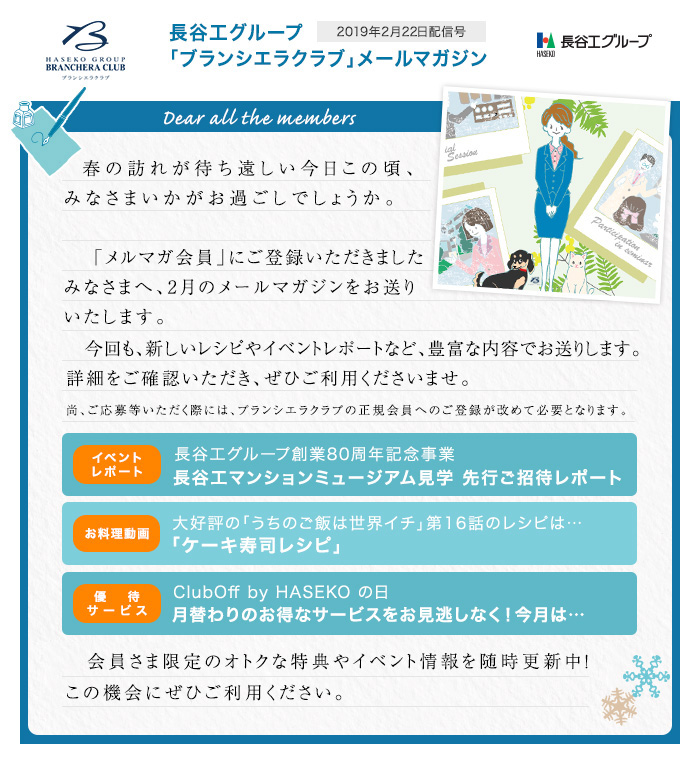 HASEKO GROUP
BRANCHERA CLUB
ブランシエラクラブ
長谷工グループ
2019年2月22日配信号
「ブランシエラクラブ」メールマガジン
HASEKO
長谷工グループ
Dear all the members
ial
Session
Participation
in seminar
春の訪れが待ち遠しい今日この頃、
みなさまいかがお過ごしでしょうか。
「メルマガ会員」にご登録いただきました
みなさまへ、2月のメールマガジンをお送り
いたします。
今回も、新しいレシピやイベントレポートなど、豊富な内容でお送りします。
詳細をご確認いただき、ぜひご利用くださいませ。
尚、ご応募等いただく際には、ブランシエラクラブの正規会員へのご登録が改めて必要となります。
イベント
レポート
長谷工グループ創業80周年記念事業
長谷工マンションミュージアム見学 先行ご招待レポート
お料理動画
大好評の「うちのご飯は世界イチ」第16話のレシピは…
「ケーキ寿司レシピ」
優 待
サービス
ClubOff by HASEKO の日
月替わりのお得なサービスをお見逃しなく！今月は…
会員さま限定のオトクな特典やイベント情報を随時更新中！
この機会にぜひご利用ください。